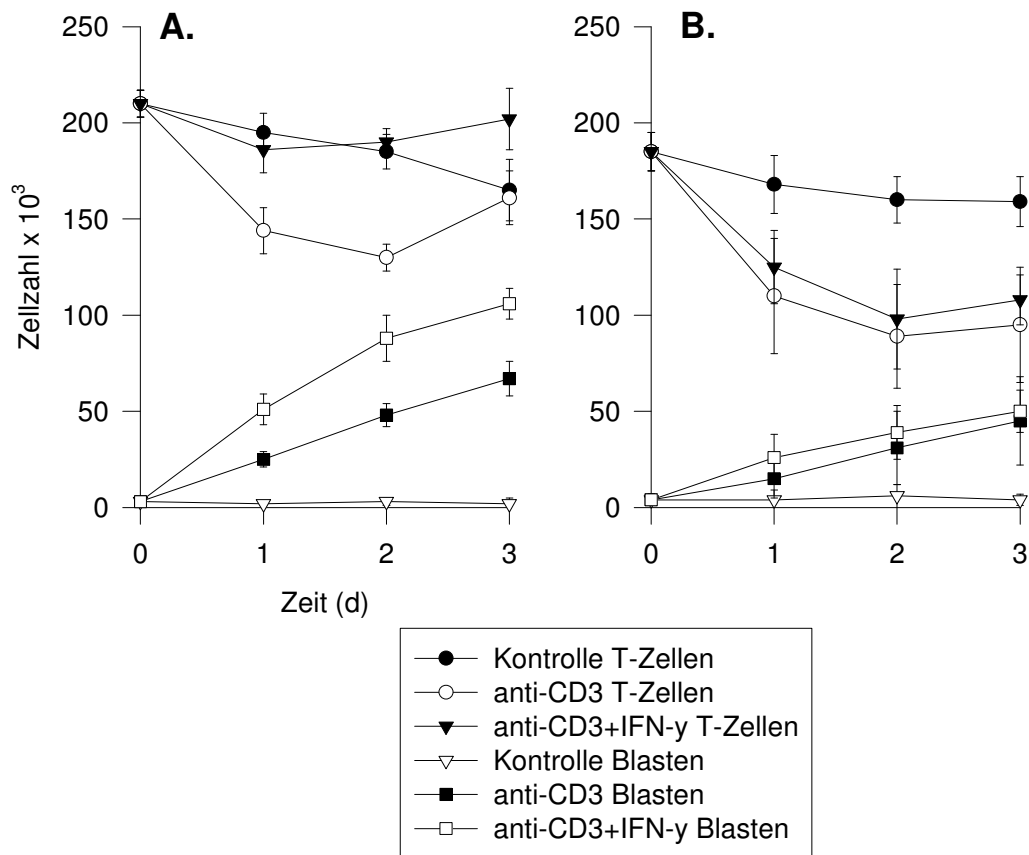 A.
B.
250
200
150
100
50
0
Zellzahl x 10³
0 1 2 3
250
200
150
100
50
0
0 1 2 3
Zeit (d)
Kontrolle T-Zellen
anti-CD3 T-Zellen
anti-CD3+IFN-y T-Zellen
Kontrolle Blasten
anti-CD3 Blasten
anti-CD3+IFN-y Blasten